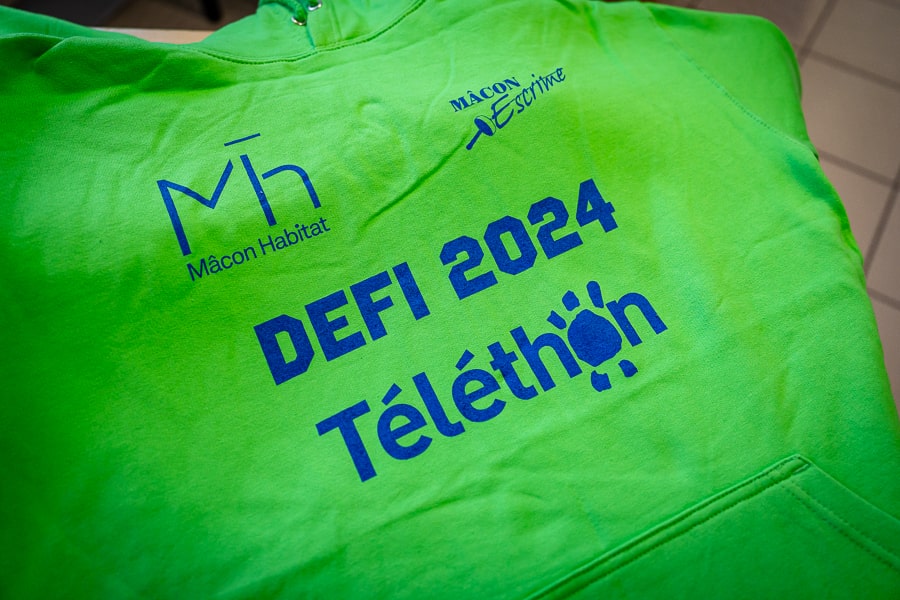 MÂCON
Escrime
Mh
Mâcon Habitat
DEFI 2024
Téléthon